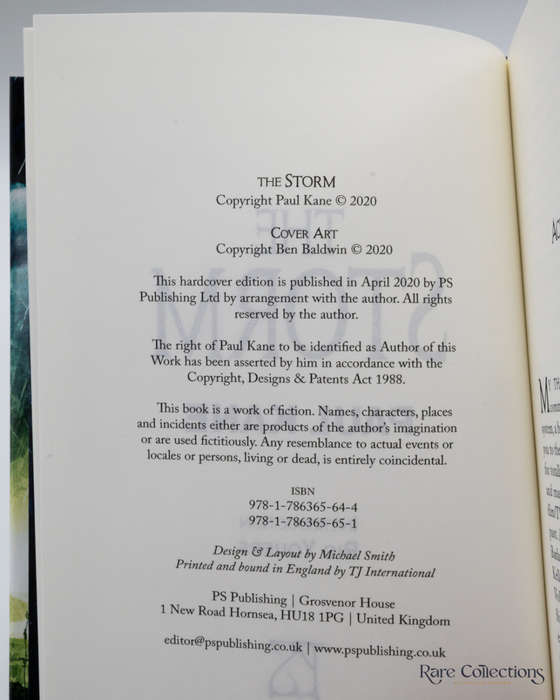 THE STORM
Copyright Paul Kane © 2020
COVER ART
Copyright Ben Baldwin © 2020
This hardcover edition is published in April 2020 by PS
Publishing Ltd by arrangement with the author. All rights
reserved by the author.
The right of Paul Kane to be identified as Author of this
Work has been asserted by him in accordance with the
Copyright, Designs & Patents Act 1988.
This book is a work of fiction. Names, characters, places
and incidents either are products of the author's imagination
or are used fictitiously. Any resemblance to actual events or
locales or persons, living or dead, is entirely coincidental.
ISBN
978-1-786365-64-4
978-1-786365-65-1
Design & Layout by Michael Smith
Printed and bound in England by TJ International
PS Publishing | Grosvenor House
1 New Road Hornsea, HU18 1PG | United Kingdom
editor@pspublishing.co.uk | www.pspublishing.co.uk
Rare Collections